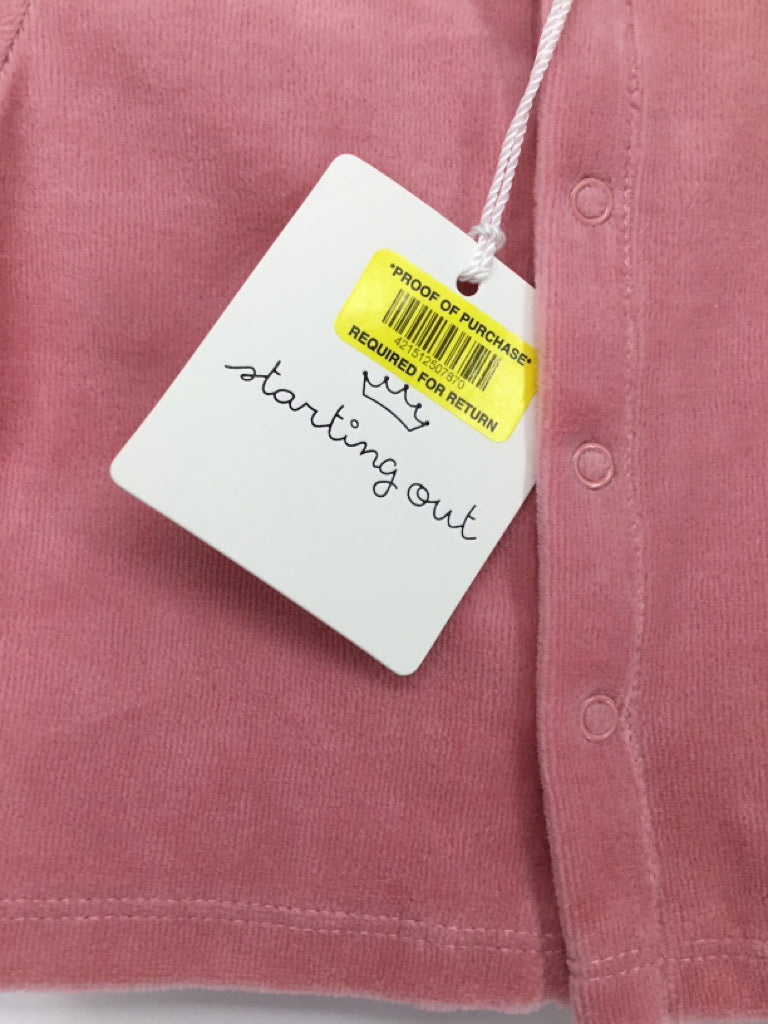 *PROOF OF PURCHASE*
421512507870
REQUIRED FOR RETURN
starting out